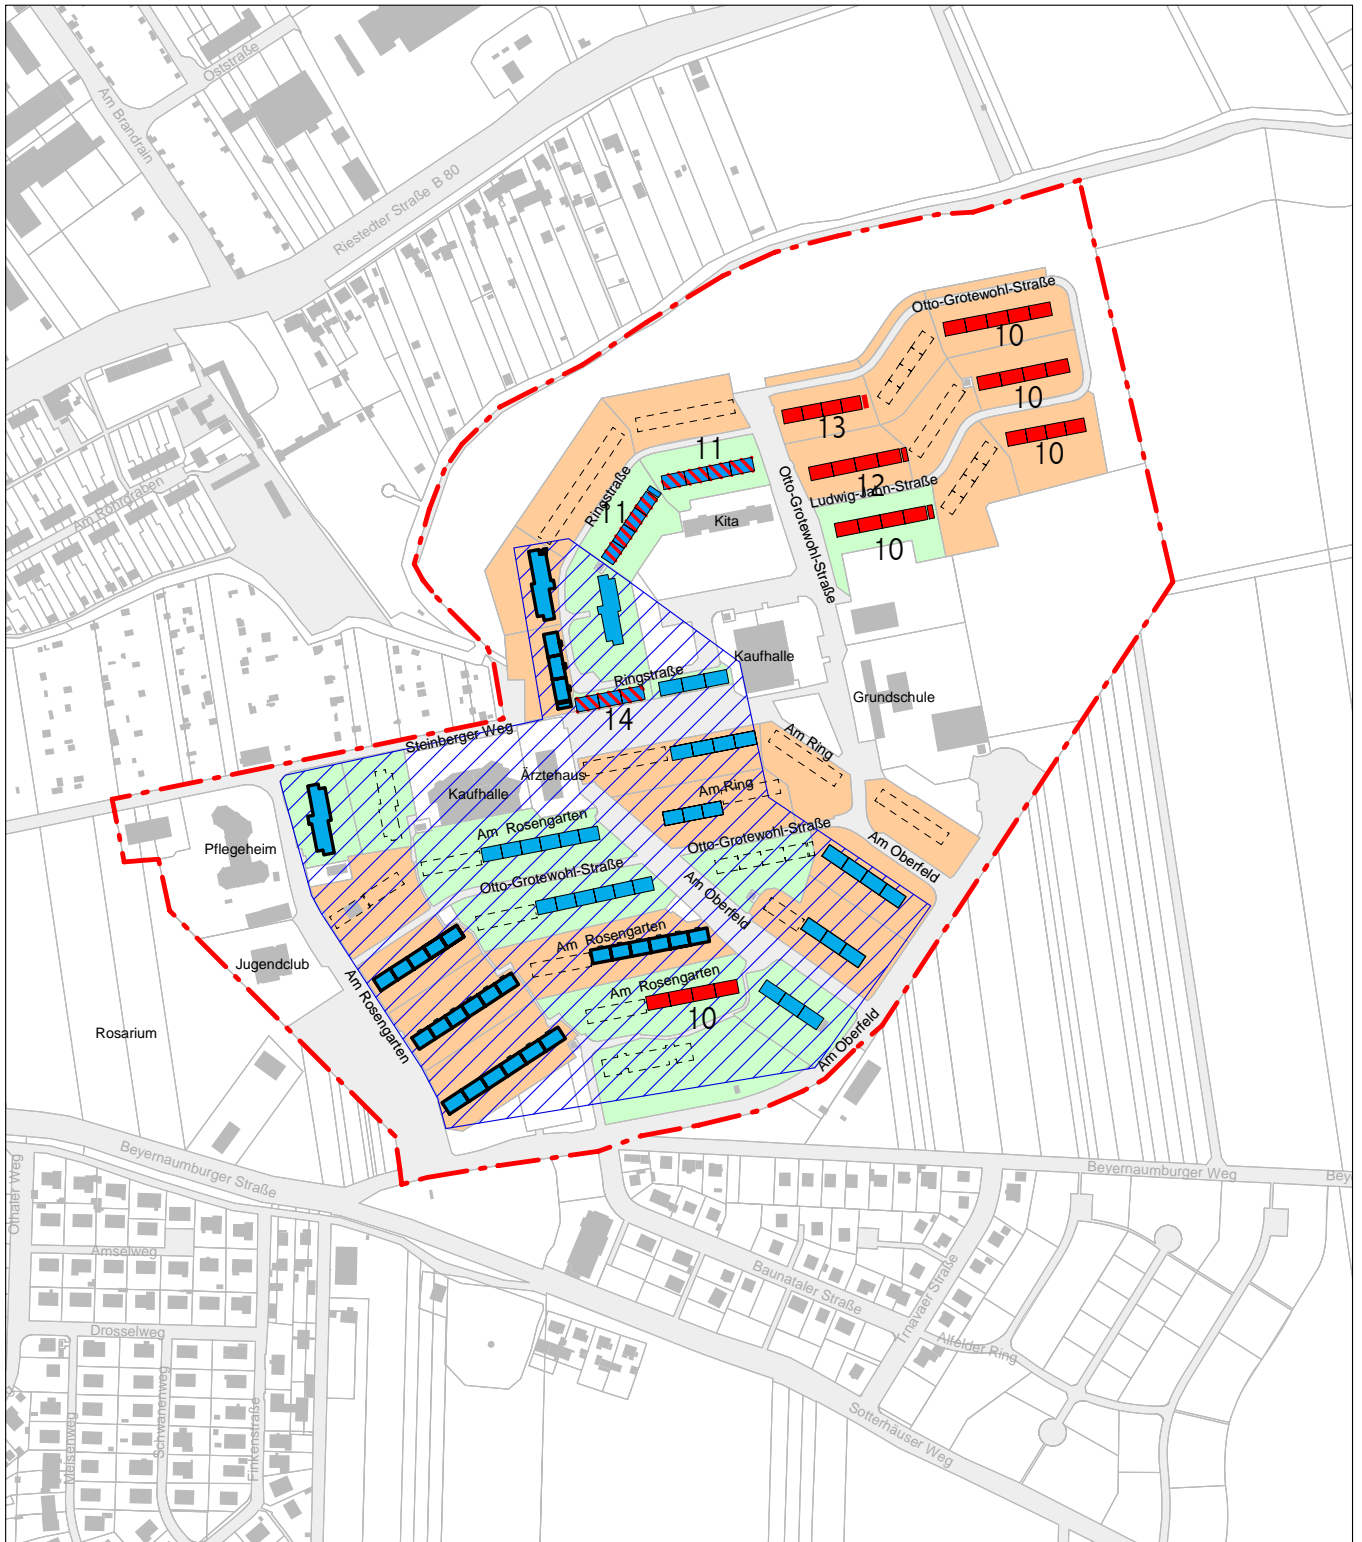 Oststraße
Am Brandrain
Riestedter Straße B 80
Otto-Grotewohl-Straße
10
10
13
10
11
12
Ringstraße
Otto-Grotewohl-Straße
Ludwig-Jahn-Straße
Am Rohrgraben
11
Kita
10
Kaufhalle
Ringstraße
Grundschule
14
Steinberger Weg
Am Ring
Ärztehaus
Kaufhalle
Am Ring
Am Rosengarten
Otto-Grotewohl-Straße
Pflegeheim
Am Oberfeld
Otto-Grotewohl-Straße
Am Oberfeld
Am Rosengarten
Jugendclub
Am Rosengarten
Am Rosengarten
10
Rosarium
Am Oberfeld
Beyernaumburger Straße
Beyernaumburger Weg
Bey
Othaler Weg
Amselweg
Baunataler Straße
Trnavaer Straße
Drosselweg
Alfelder Ring
Meisenweg
Schwanenweg
Finkenstraße
Sotterhäuser Weg